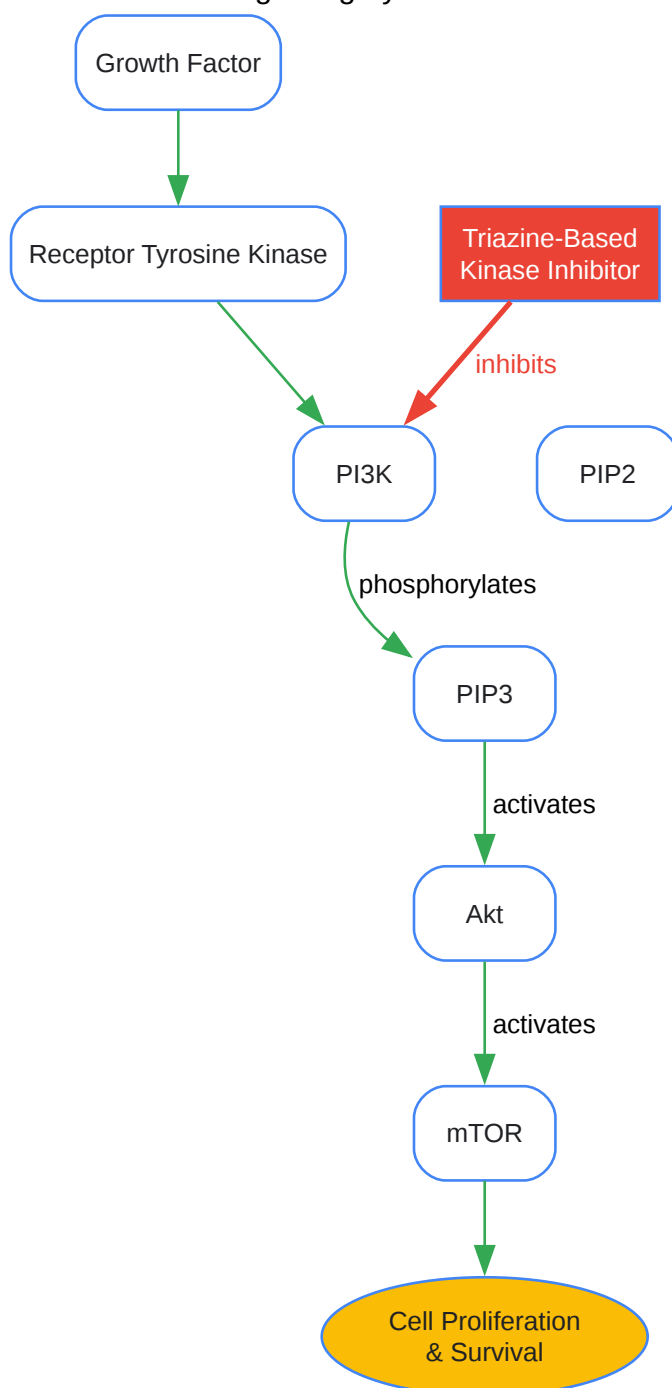 Growth Factor
Receptor Tyrosine Kinase
Triazine-Based
Kinase Inhibitor
inhibits
PI3K
PIP2
phosphorylates
PIP3
activates
Akt
activates
mTOR
Cell Proliferation
& Survival